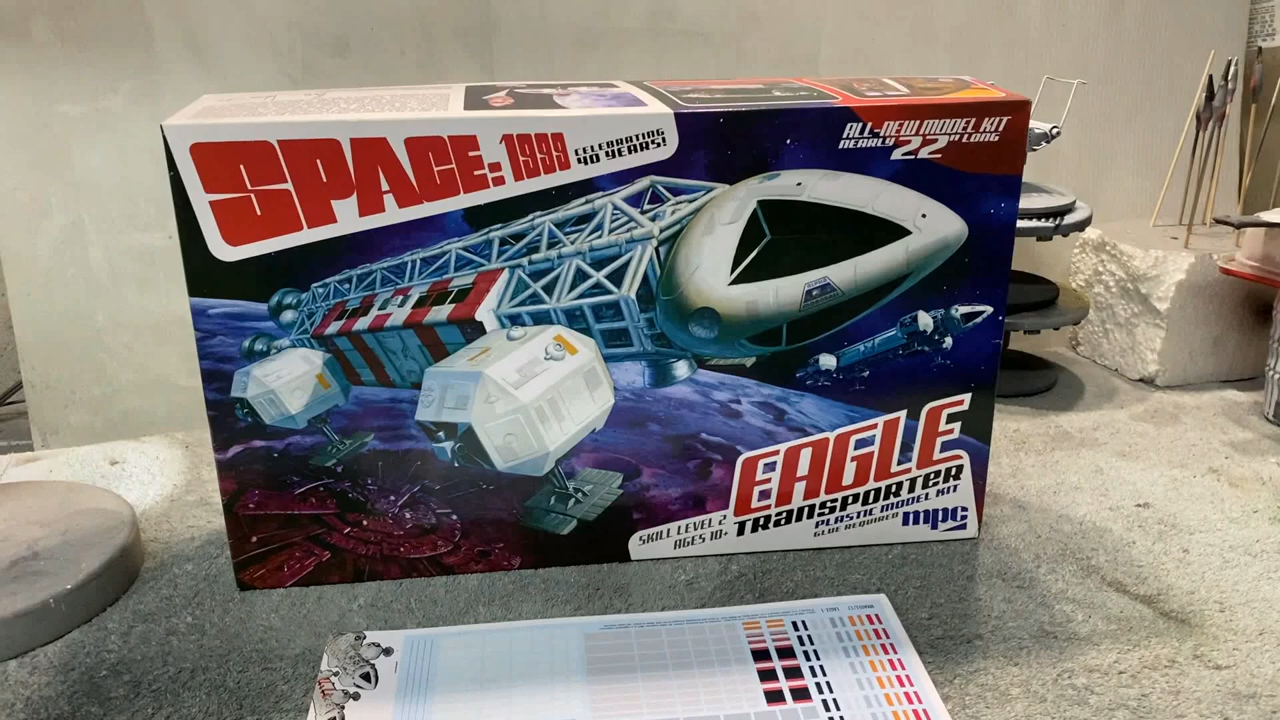 SPACE: 1999
CELEBRATING
40 YEARS!
ALL-NEW MODEL KIT
NEARLY 22" LONG
ALPHA
EAGLE
TRANSPORTER
PLASTIC MODEL KIT
GLUE REQUIRED
mpc
SKILL LEVEL 2
AGES 10+